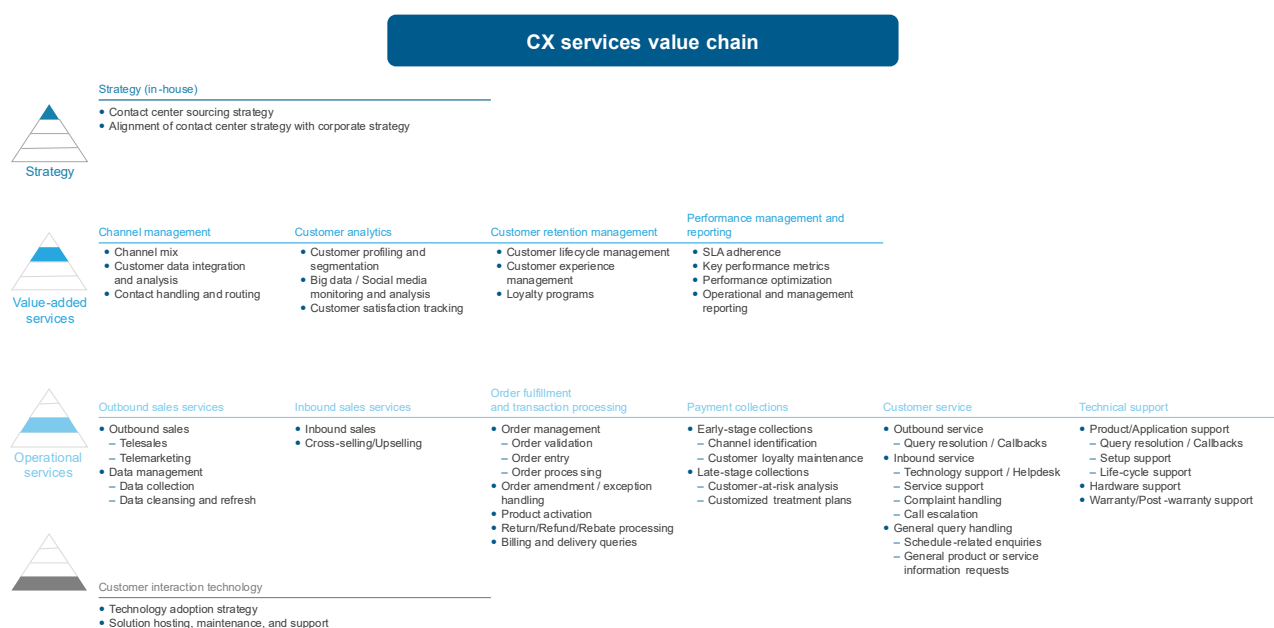 CX services value chain
Strategy (in-house)
• Contact center sourcing strategy
• Alignment of contact center strategy with corporate strategy
Strategy
Channel management
• Channel mix
• Customer data integration
and analysis
• Contact handling and routing
Customer analytics
• Customer profiling and
segmentation
• Big data / Social media
monitoring and analysis
• Customer satisfaction tracking
Customer retention management
• Customer lifecycle management
• Customer experience
management
• Loyalty programs
Performance management and
reporting
• SLA adherence
• Key performance metrics
• Performance optimization
• Operational and management
reporting
Value-added
services
Outbound sales services
• Outbound sales
– Telesales
– Telemarketing
• Data management
– Data collection
– Data cleansing and refresh
Inbound sales services
• Inbound sales
• Cross-selling/Upselling
Order fulfillment
and transaction processing
• Order management
– Order validation
– Order entry
– Order proces sing
• Order amendment / exception
handling
• Product activation
• Return/Refund/Rebate processing
• Billing and delivery queries
Payment collections
• Early-stage collections
– Channel identification
– Customer loyalty maintenance
• Late-stage collections
– Customer-at-risk analysis
– Customized treatment plans
Customer service
• Outbound service
– Query resolution / Callbacks
• Inbound service
– Technology support / Helpdesk
– Service support
– Complaint handling
– Call escalation
• General query handling
– Schedule-related enquiries
– General product or service
information requests
Technical support
• Product/Application support
– Query resolution / Callbacks
– Setup support
– Life-cycle support
• Hardware support
• Warranty/Post-warranty support
Operational
services
Customer interaction technology
• Technology adoption strategy
• Solution hosting, maintenance, and support